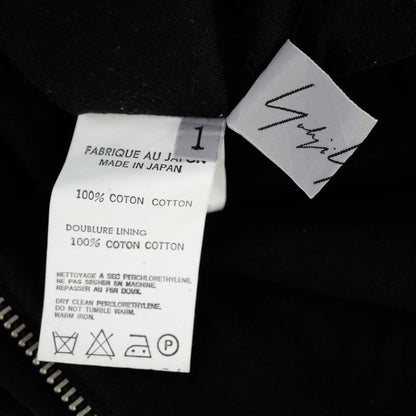 1
FABRIQUE AU JAPON
MADE IN JAPAN
100% COTON COTTON
DOUBLURE LINING
100% COTON COTTON
NETTOYAGE A SEC PERCHLORETHYLENE.
NE PAS SECHER EN MACHINE.
REPASSER AU FER DOUX.
DRY CLEAN PERCLORETHYLENE.
DO NOT TUMBLE WARM.
WARM IRON.
P